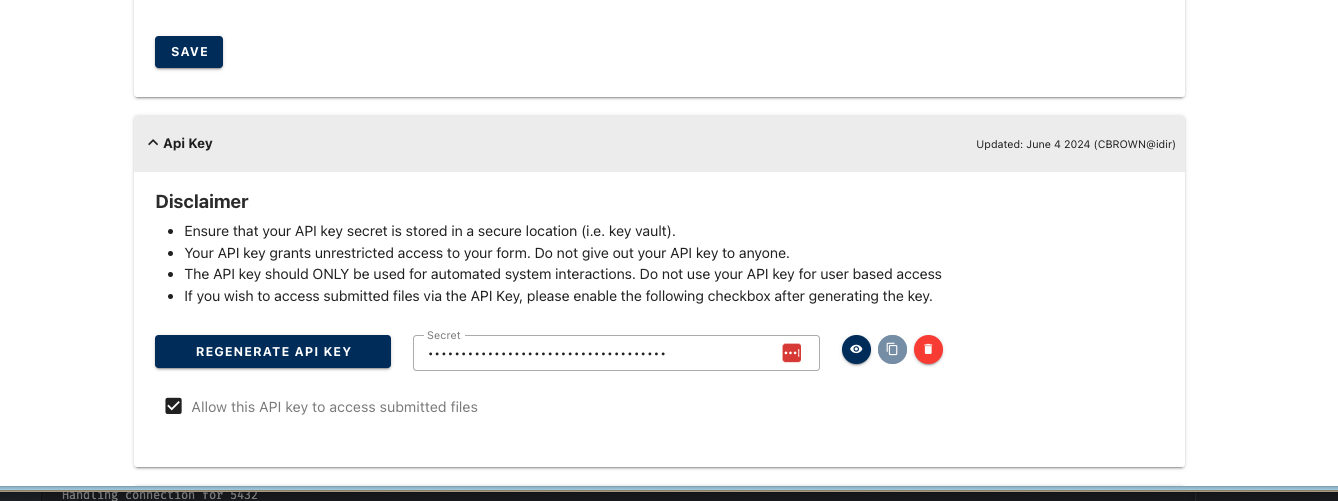 SAVE
Api Key
Updated: June 4 2024 (CBROWN@idir)
Disclaimer
Ensure that your API key secret is stored in a secure location (i.e. key vault).
Your API key grants unrestricted access to your form. Do not give out your API key to anyone.
The API key should ONLY be used for automated system interactions. Do not use your API key for user based access
If you wish to access submitted files via the API Key, please enable the following checkbox after generating the key.
Secret
REGENERATE API KEY
••••••••••••••••••••••••••••••••••••
Allow this API key to access submitted files
Handling connection for 5432